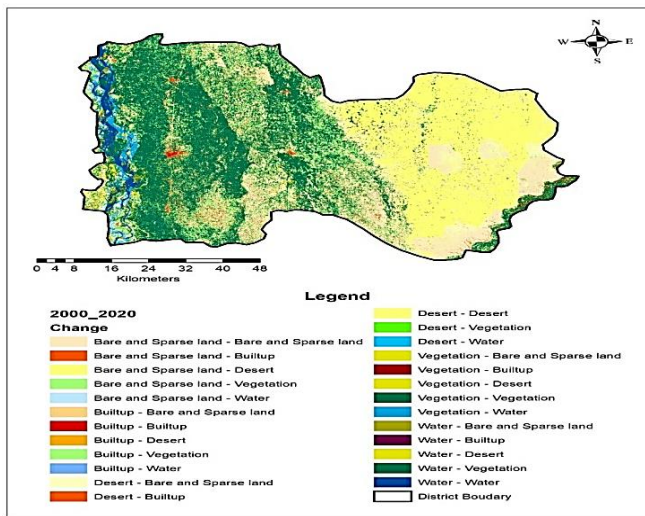 N
W E
S
0 4 8 16 24 32 40 48
Kilometers
Legend
2000_2020
Change
Bare and Sparse land - Bare and Sparse land
Bare and Sparse land - Builtup
Bare and Sparse land - Desert
Bare and Sparse land - Vegetation
Bare and Sparse land - Water
Builtup - Bare and Sparse land
Builtup - Builtup
Builtup - Desert
Builtup - Vegetation
Builtup - Water
Desert - Bare and Sparse land
Desert - Builtup
Desert - Desert
Desert - Vegetation
Desert - Water
Vegetation - Bare and Sparse land
Vegetation - Builtup
Vegetation - Desert
Vegetation - Vegetation
Vegetation - Water
Water - Bare and Sparse land
Water - Builtup
Water - Desert
Water - Vegetation
Water - Water
District Boudary